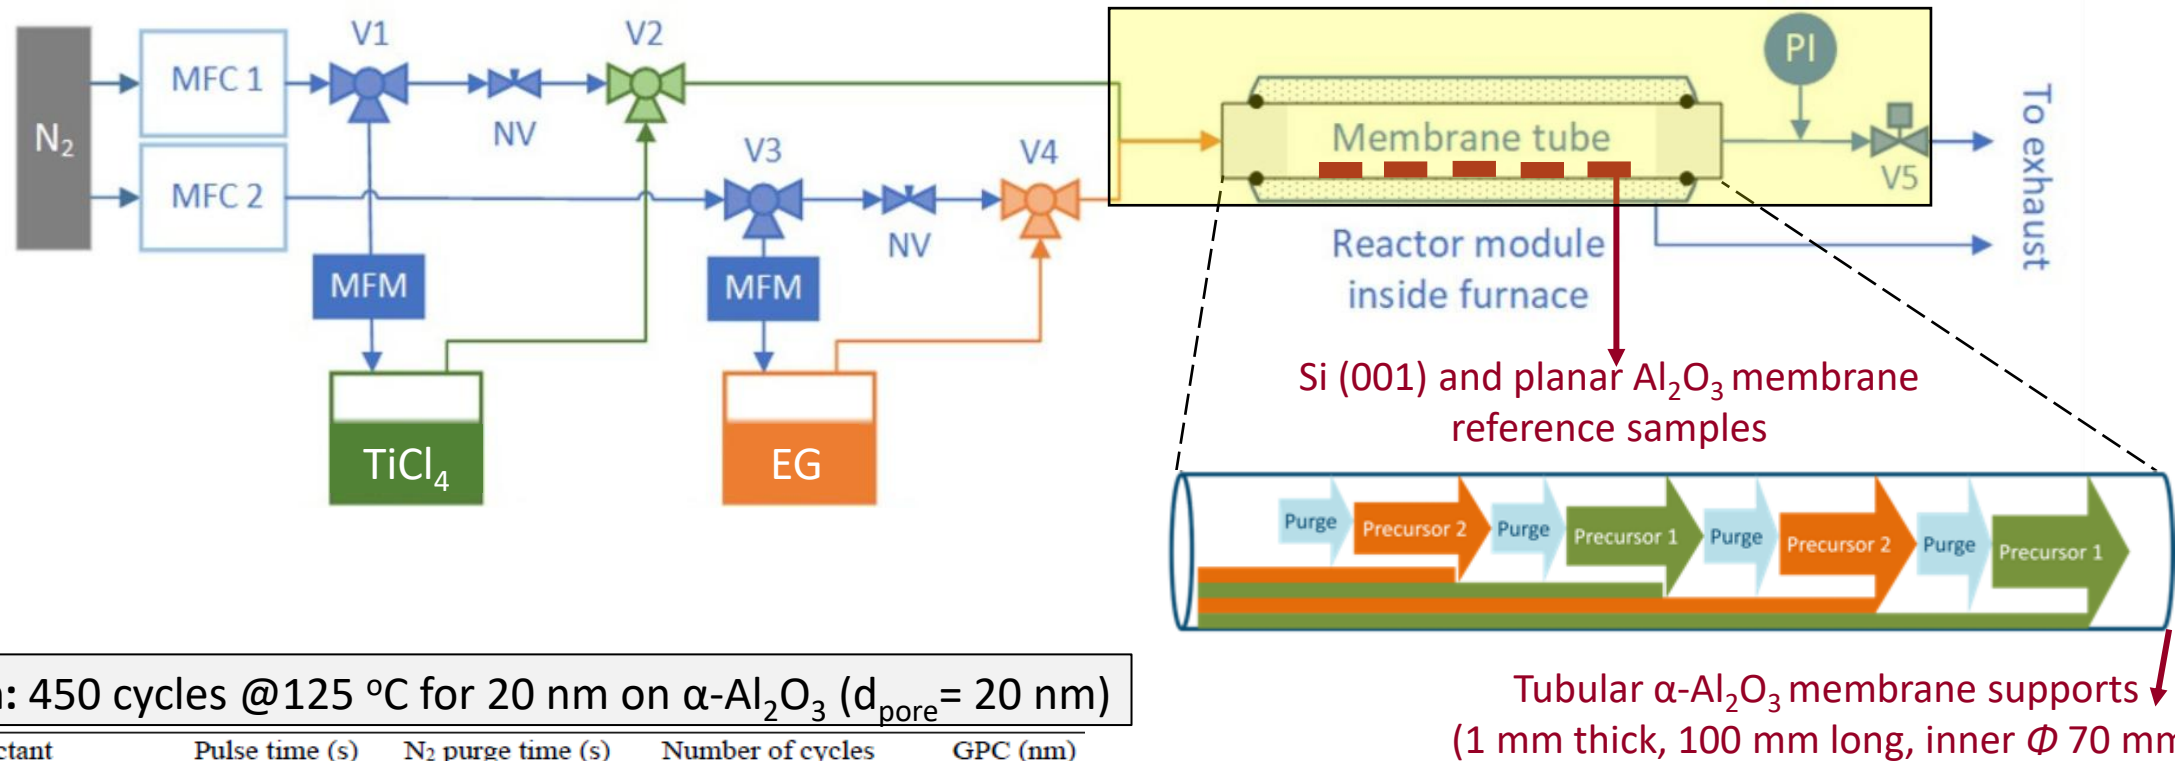 V1
V2
PI
MFC 1
N2
NV
Membrane tube
To exhaust
V3
V4
MFC 2
V5
NV
Reactor module
inside furnace
MFM
MFM
Si (001) and planar Al2O3 membrane
reference samples
TiCl4
EG
Purge
Precursor 2
Purge
Precursor 1
Purge
Precursor 2
Purge
Precursor 1
: 450 cycles @125 °C for 20 nm on α-Al2O3 (dpore= 20 nm)
Tubular α-Al2O3 membrane supports
(1 mm thick, 100 mm long, inner Φ 70 mm
ctant Pulse time (s) N2 purge time (s) Number of cycles GPC (nm)